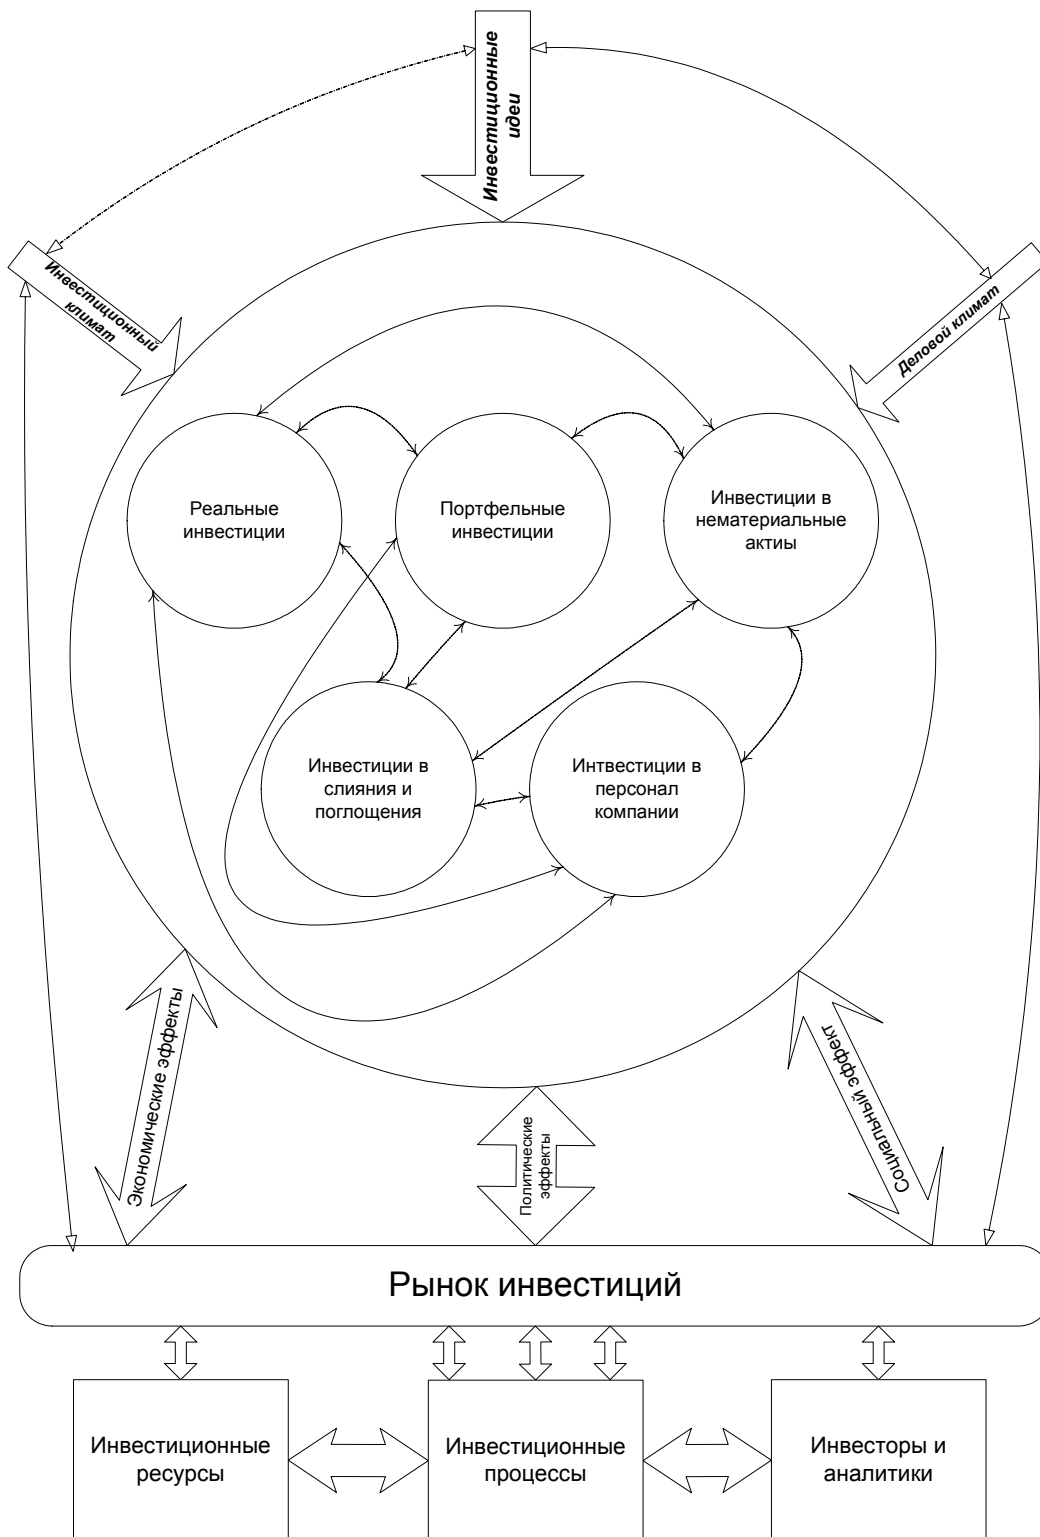 Инвестиционные
идеи
Инвестиционный
климат
Деловой климат
Реальные
инвестиции
Портфельные
инвестиции
Инвестиции в
нематериальные
активы
Инвестиции в
слияния и
поглощения
Интвестиции в
персонал
компании
Экономические эффекты
Политические
эффекты
Социальный эффект
Рынок инвестиций
Инвестиционные
ресурсы
Инвестиционные
процессы
Инвесторы и
аналитики